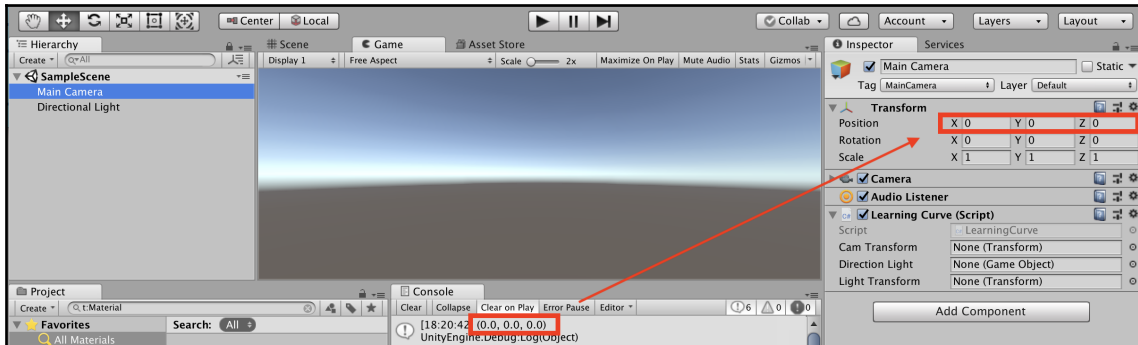 Center Local Collab Account Layers Layout
Hierarchy
Create All
SampleScene
Main Camera
Directional Light
Scene Game Asset Store
Display 1 Free Aspect Scale 2x Maximize On Play Mute Audio Stats Gizmos
Inspector Services
Main Camera Static
Tag MainCamera Layer Default
Transform
Position X 0 Y 0 Z 0
Rotation X 0 Y 0 Z 0
Scale X 1 Y 1 Z 1
Camera
Audio Listener
Learning Curve (Script)
Script LearningCurve
Cam Transform None (Transform)
Direction Light None (Game Object)
Light Transform None (Transform)
Add Component
Project
Create t:Material
Favorites Search: All
All Materials
Console
Clear Collapse Clear on Play Error Pause Editor 6 0 0
[18:20:42] (0.0, 0.0, 0.0)
UnityEngine.Debug:Log(Object)